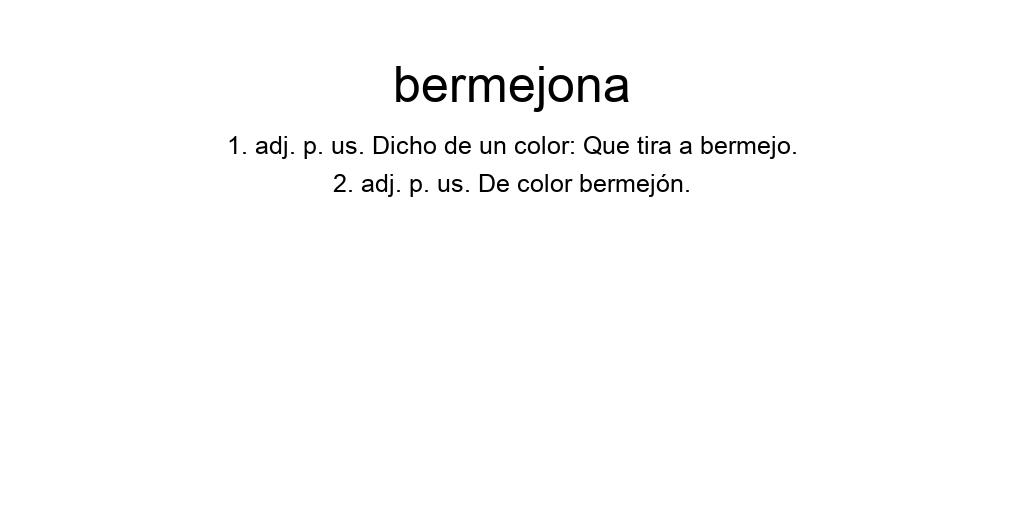 bermejona
1. adj. p. us. Dicho de un color: Que tira a bermejo.
2. adj. p. us. De color bermejón.